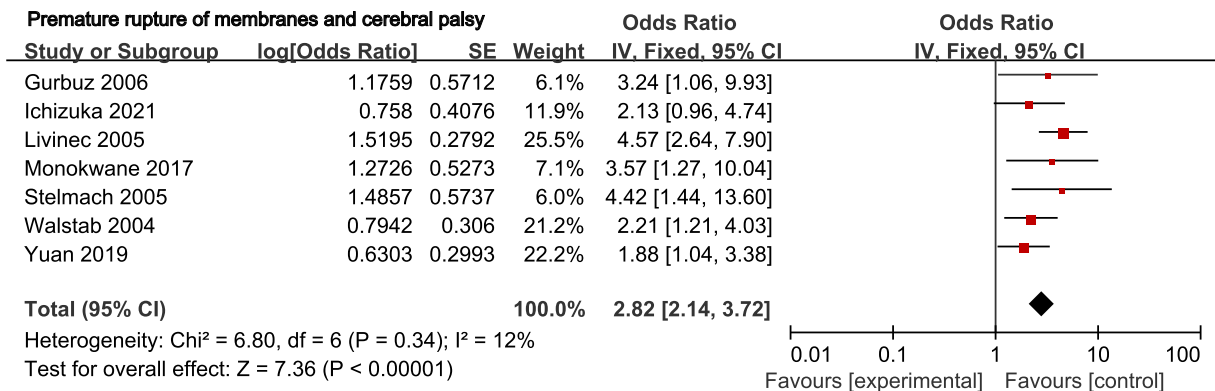 Premature rupture of membranes and cerebral palsy Odds Ratio Odds Ratio
Study or Subgroup log[Odds Ratio] SE Weight IV, Fixed, 95% CI IV, Fixed, 95% CI
Gurbuz 2006 1.1759 0.5712 6.1% 3.24 [1.06, 9.93]
Ichizuka 2021 0.758 0.4076 11.9% 2.13 [0.96, 4.74]
Livinec 2005 1.5195 0.2792 25.5% 4.57 [2.64, 7.90]
Monokwane 2017 1.2726 0.5273 7.1% 3.57 [1.27, 10.04]
Stelmach 2005 1.4857 0.5737 6.0% 4.42 [1.44, 13.60]
Walstab 2004 0.7942 0.306 21.2% 2.21 [1.21, 4.03]
Yuan 2019 0.6303 0.2993 22.2% 1.88 [1.04, 3.38]
Total (95% CI) 100.0% 2.82 [2.14, 3.72]
Heterogeneity: Chi² = 6.80, df = 6 (P = 0.34); I² = 12%
Test for overall effect: Z = 7.36 (P < 0.00001)
0.01 0.1 1 10 100
Favours [experimental] Favours [control]